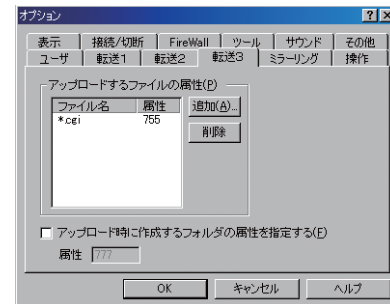 オプション
表示 接続/切断 FireWall ツール サウンド その他
ユーザ 転送1 転送2 転送3 ミラーリング 操作
アップロードするファイルの属性(P)
ファイル名 属性 追加(A)...
*.cgi 755
削除
アップロード時に作成するフォルダの属性を指定する(F)
属性 777
OK キャンセル ヘルプ